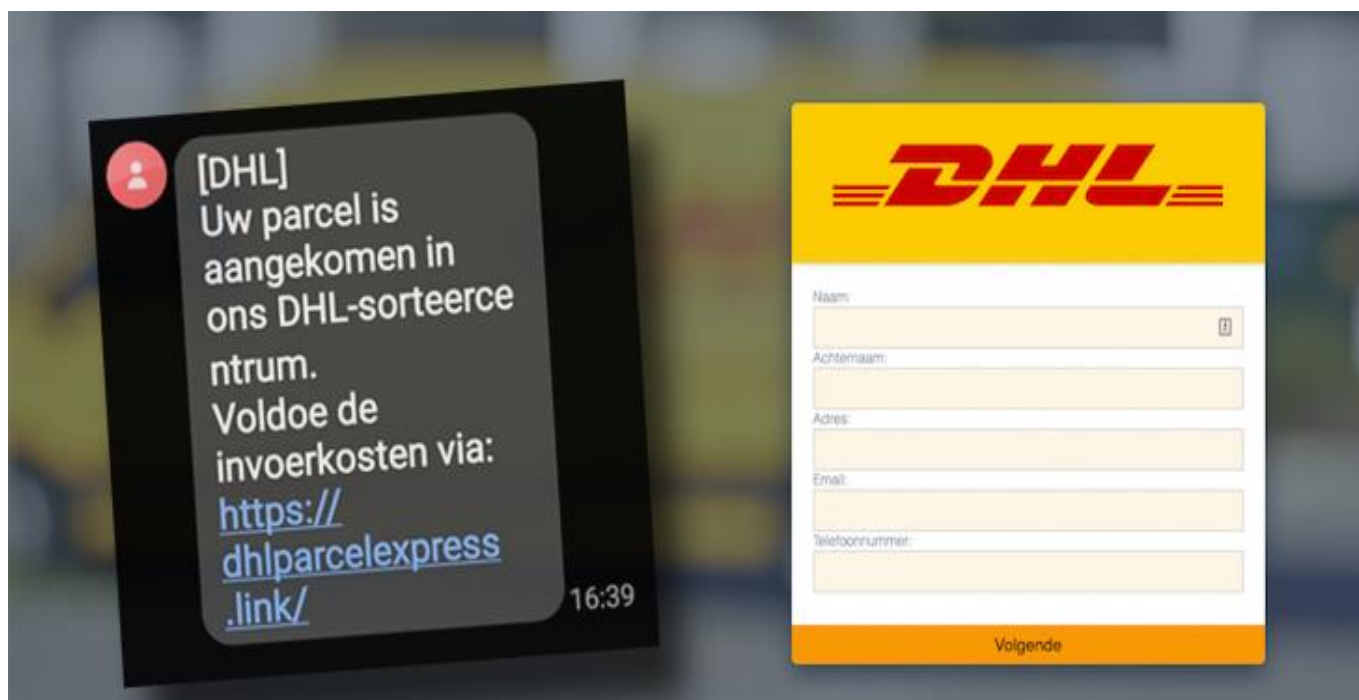 [DHL]
Uw parcel is
aangekomen in
ons DHL-sorteerce
ntrum.
Voldoe de
invoerkosten via:
https://
dhlparcelexpress
.link/
16:39
DHL
Naam:
Achternaam:
Adres:
Email:
Telefoonnummer:
Volgende